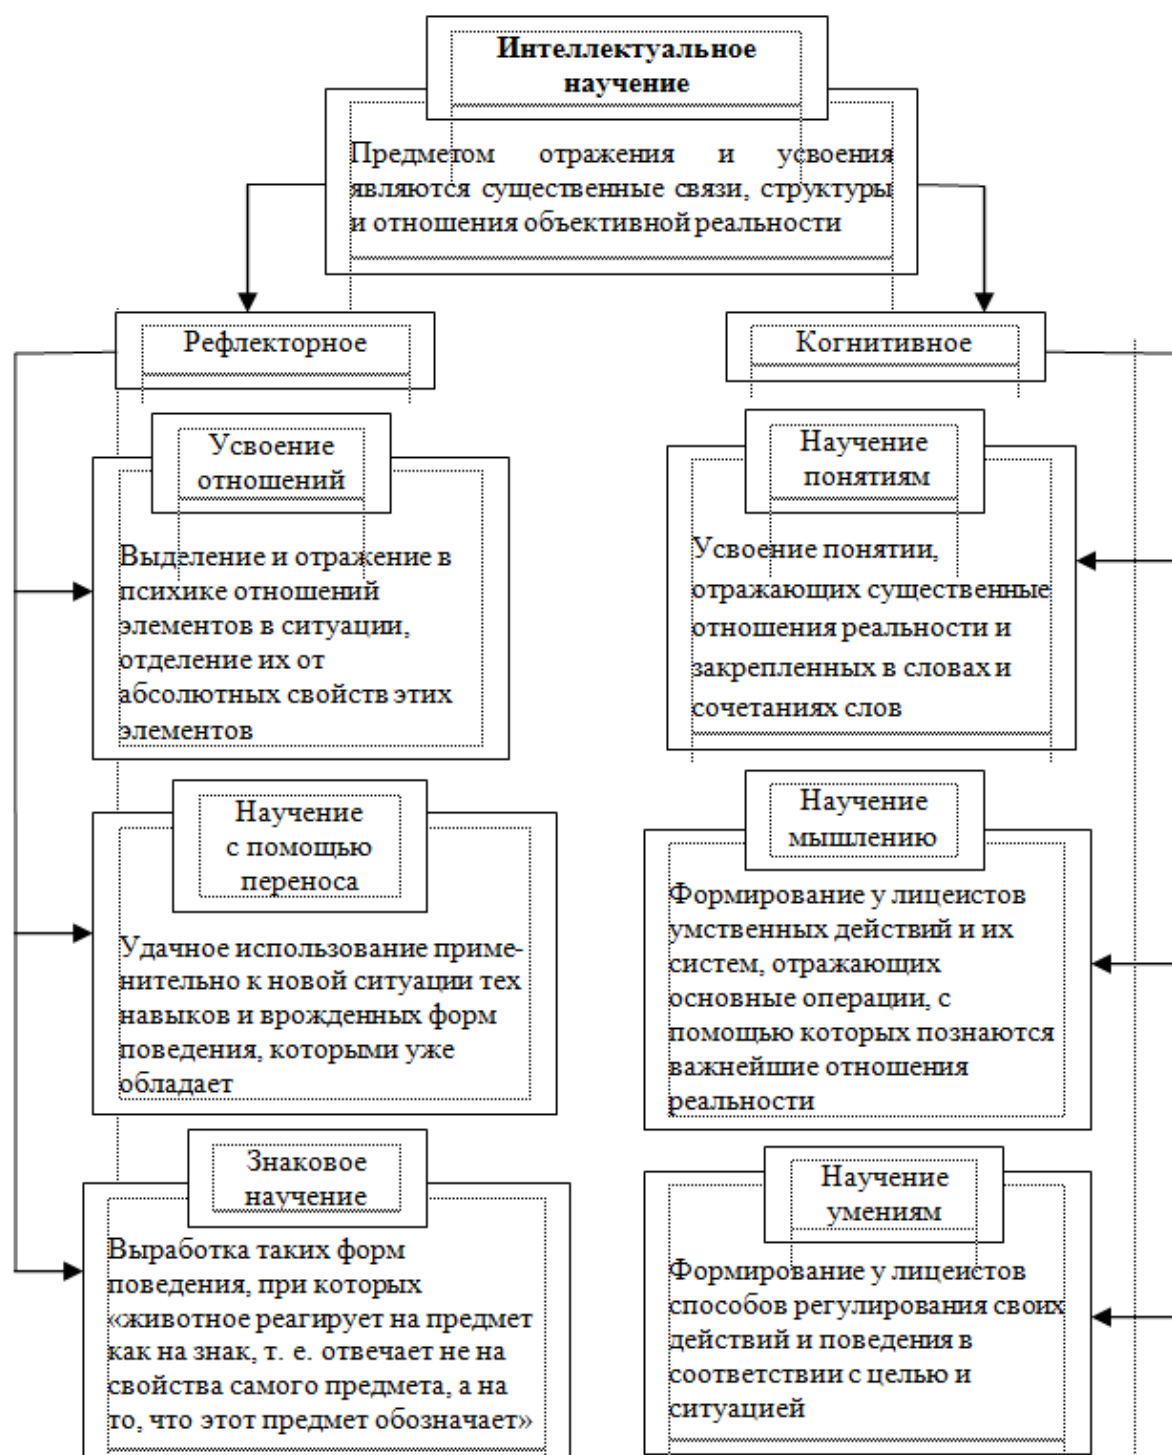 Интеллектуальное
научение
Предметом отражения и усвоения
являются существенные связи, структуры
и отношения объективной реальности
Рефлекторное
Усвоение
отношений
Выделение и отражение в
психике отношений
элементов в ситуации,
отделение их от
абсолютных свойств этих
элементов
Научение
с помощью
переноса
Удачное использование приме-
нительно к новой ситуации тех
навыков и врожденных форм
поведения, которыми уже
обладает
Знаковое
научение
Выработка таких форм
поведения, при которых
«животное реагирует на предмет
как на знак, т. е. отвечает не на
свойства самого предмета, а на
то, что этот предмет обозначает»
Когнитивное
Научение
понятиям
Усвоение понятии,
отражающих существенные
отношения реальности и
закрепленных в словах и
сочетаниях слов
Научение
мышлению
Формирование у лицеистов
умственных действий и их
систем, отражающих
основные операции, с
помощью которых познаются
важнейшие отношения
реальности
Научение
умениям
Формирование у лицеистов
способов регулирования своих
действий и поведения в
соответствии с целью и
ситуацией